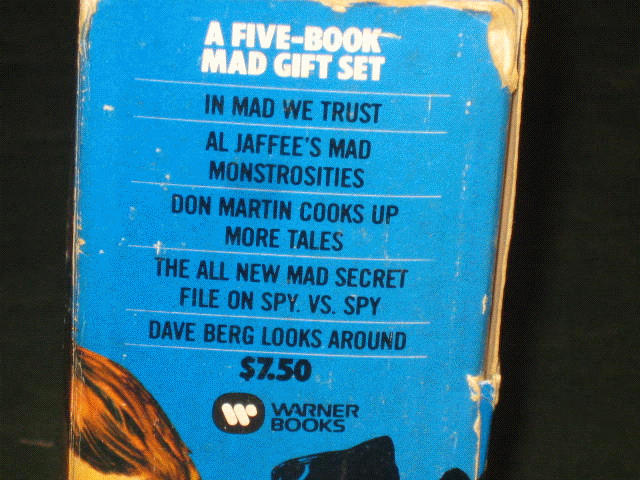 A FIVE-BOOK
MAD GIFT SET
IN MAD WE TRUST
AL JAFFEE'S MAD
MONSTROSITIES
DON MARTIN COOKS UP
MORE TALES
THE ALL NEW MAD SECRET
FILE ON SPY. VS. SPY
DAVE BERG LOOKS AROUND
$7.50
WARNER
BOOKS